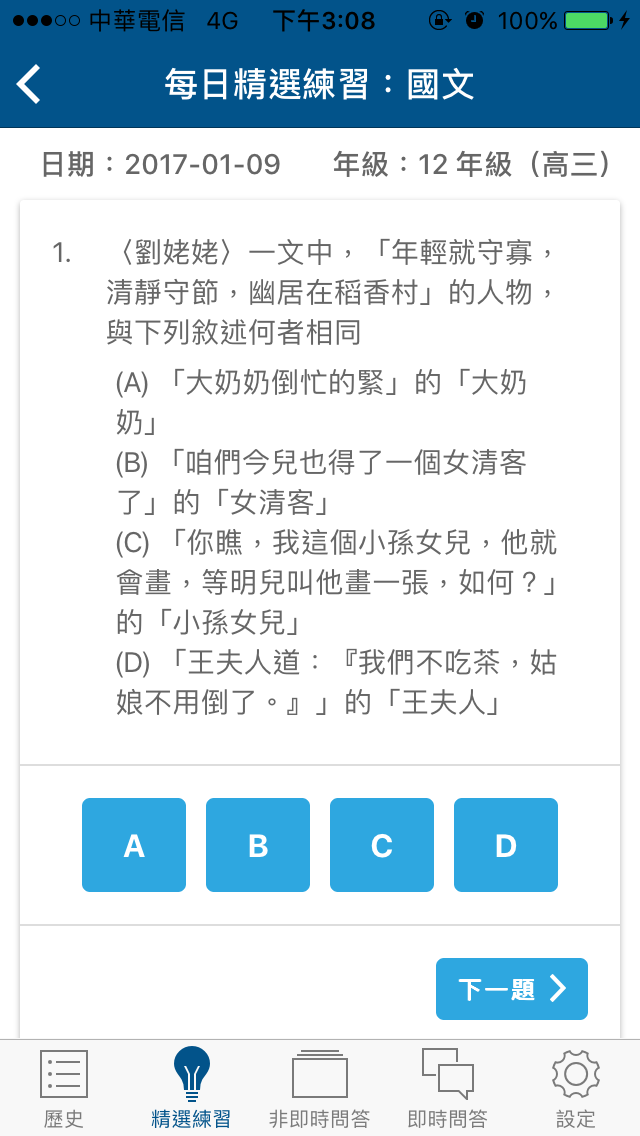 中華電信 4G 下午3:08 100%
每日精選練習：國文
日期：2017-01-09 年級：12 年級（高三）
1. 〈劉姥姥〉一文中，「年輕就守寡，
清靜守節，幽居在稻香村」的人物，
與下列敘述何者相同
(A) 「大奶奶倒忙的緊」的「大奶
奶」
(B) 「咱們今兒也得了一個女清客
了」的「女清客」
(C) 「你瞧，我這個小孫女兒，他就
會畫，等明兒叫他畫一張，如何？」
的「小孫女兒」
(D) 「王夫人道：『我們不吃茶，姑
娘不用倒了。』」的「王夫人」
A B C D
下一題
歷史 精選練習 非即時問答 即時問答 設定